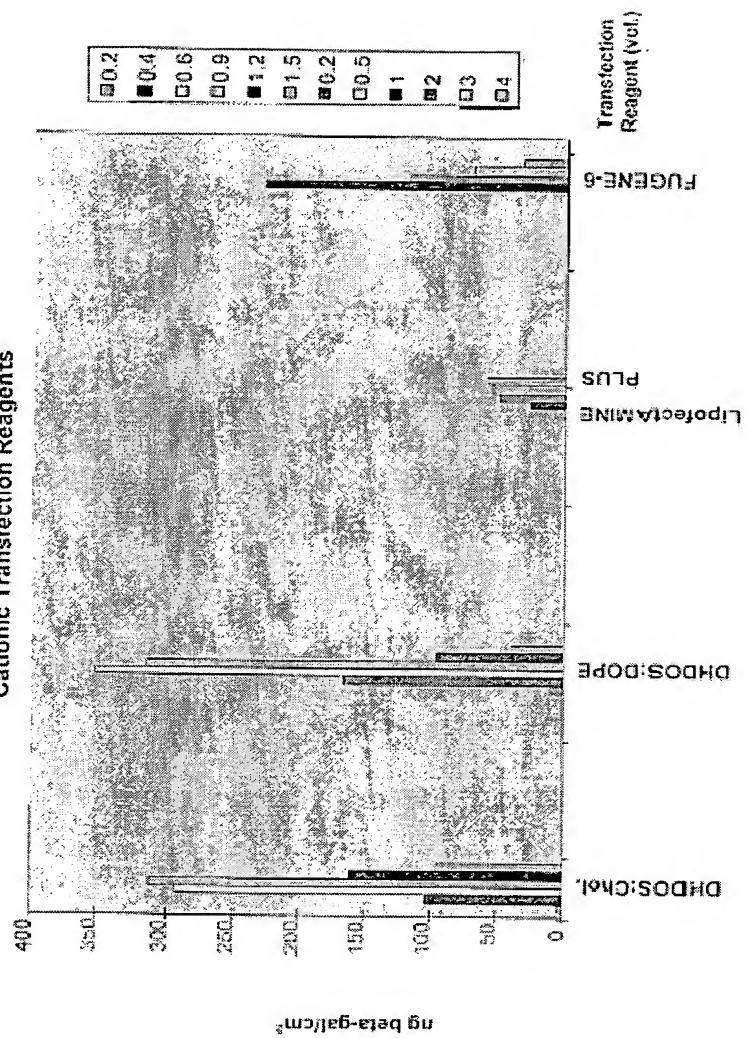 Cationic Transfection Reagents
ng beta-gal/cm²
400
350
300
250
200
150
100
50
0
DHDOS:Chol.
DHDOS:DOPE
LipofectAMINE
PLUS
FUGENE-6
Transfection
Reagent (vol.)
0.2
0.4
0.6
0.9
1.2
1.5
0.2
0.5
1
2
3
4